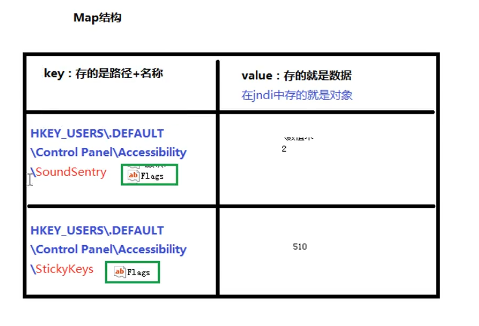 Map结构
key：存的是路径+名称
value：存的就是数据
在jndi中存的就是对象
HKEY_USERS\.DEFAULT
\Control Panel\Accessibility
\SoundSentry
ab Flags
2
HKEY_USERS\.DEFAULT
\Control Panel\Accessibility
\StickyKeys
ab Flags
510